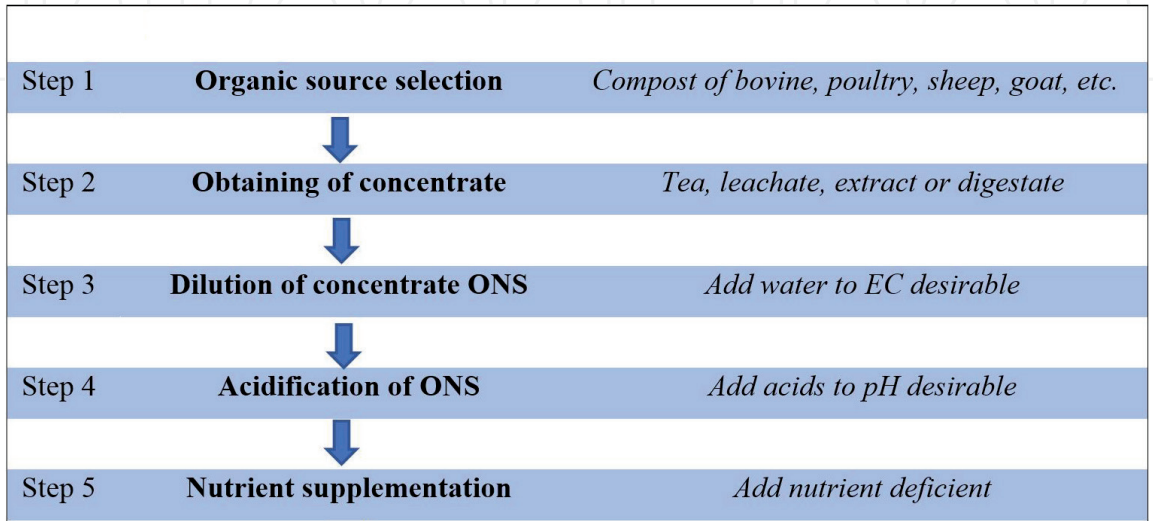 Step 1 Organic source selection Compost of bovine, poultry, sheep, goat, etc.
Step 2 Obtaining of concentrate Tea, leachate, extract or digestate
Step 3 Dilution of concentrate ONS Add water to EC desirable
Step 4 Acidification of ONS Add acids to pH desirable
Step 5 Nutrient supplementation Add nutrient deficient